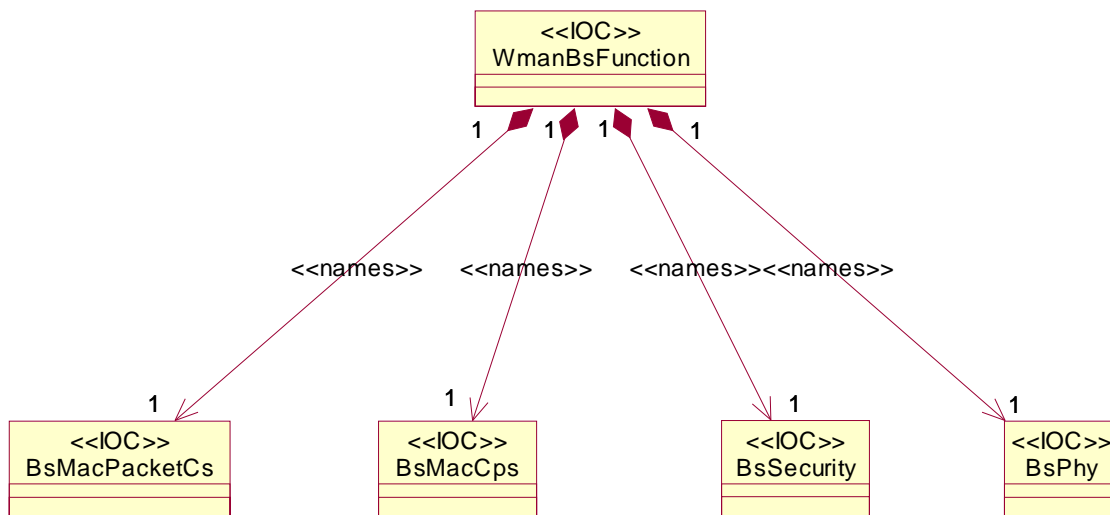 <<IOC>>
WmanBsFunction
1 1 1 1
<<names>> <<names>> <<names>> <<names>>
1 1 1 1
<<IOC>> <<IOC>> <<IOC>> <<IOC>>
BsMacPacketCs BsMacCps BsSecurity BsPhy